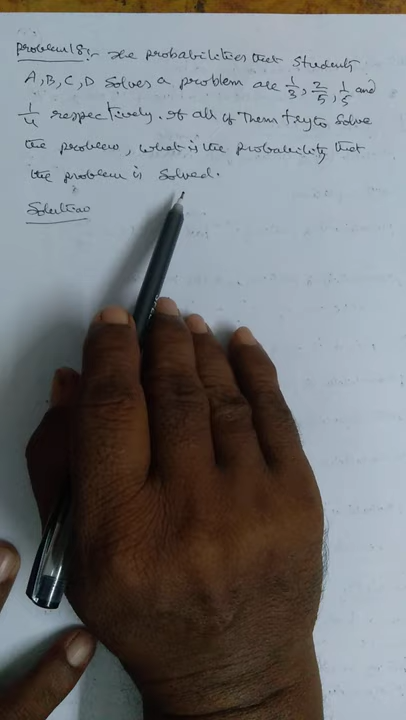 Problem 18:- The probabilities that students
A, B, C, D solves a problem are 1/3, 2/5, 1/5 and
1/4 respectively. If all of them try to solve
the problem, what is the probability that
the problem is solved.
Solution